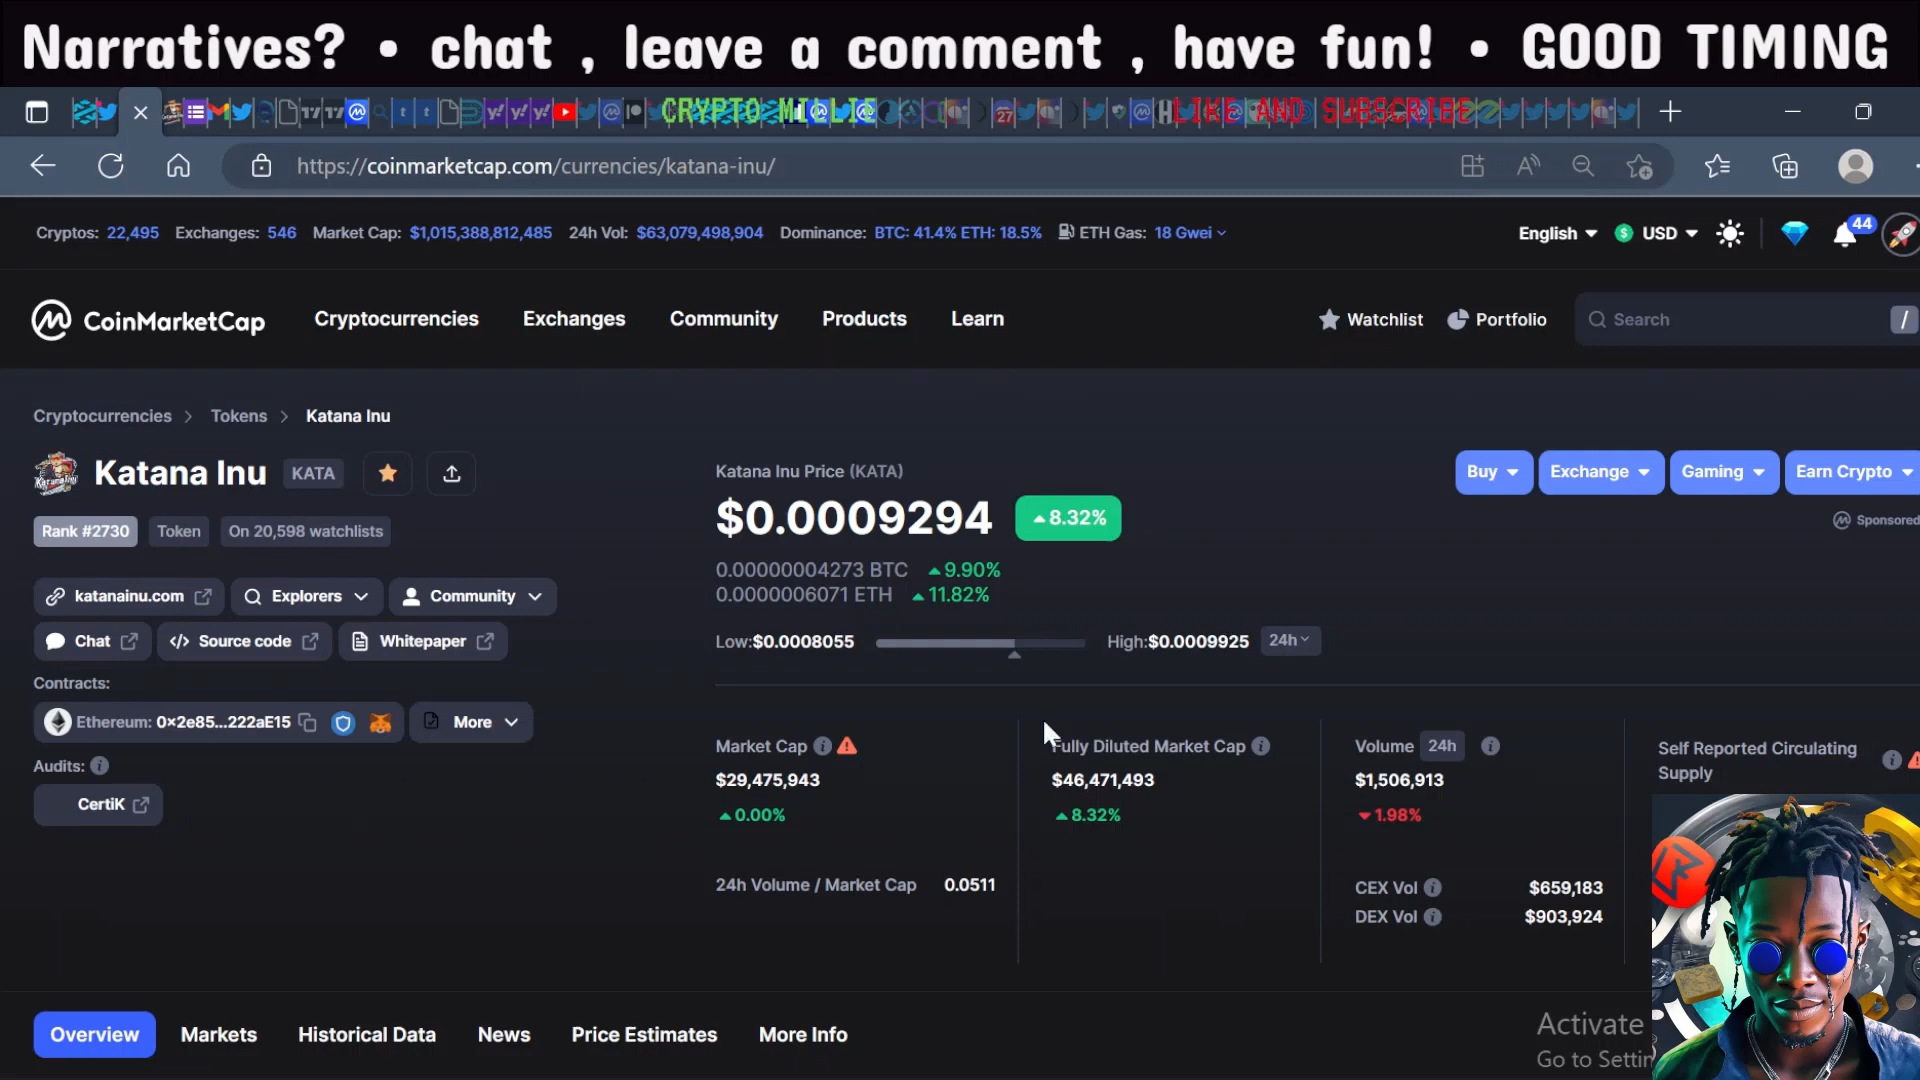 Narratives? • chat , leave a comment , have fun! • GOOD TIMING
CRYPTO MILLIE
LIKE AND SUBSCRIBE
https://coinmarketcap.com/currencies/katana-inu/
Cryptos: 22,495 Exchanges: 546 Market Cap: $1,015,388,812,485 24h Vol: $63,079,498,904 Dominance: BTC: 41.4% ETH: 18.5% ETH Gas: 18 Gwei
English USD 44
CoinMarketCap Cryptocurrencies Exchanges Community Products Learn Watchlist Portfolio Search /
Cryptocurrencies > Tokens > Katana Inu
Katana Inu KATA
Rank #2730 Token On 20,598 watchlists
katanainu.com Explorers Community
Chat Source code Whitepaper
Contracts:
Ethereum: 0x2e85...222aE15 More
Audits:
CertiK
Katana Inu Price (KATA)
$0.0009294 8.32%
0.00000004273 BTC 9.90%
0.0000006071 ETH 11.82%
Low:$0.0008055 High:$0.0009925 24h
Buy Exchange Gaming Earn Crypto
Sponsored
Market Cap
$29,475,943
0.00%
24h Volume / Market Cap 0.0511
Fully Diluted Market Cap
$46,471,493
8.32%
Volume 24h
$1,506,913
1.98%
CEX Vol $659,183
DEX Vol $903,924
Self Reported Circulating
Supply
Overview Markets Historical Data News Price Estimates More Info
Activate
Go to Settin